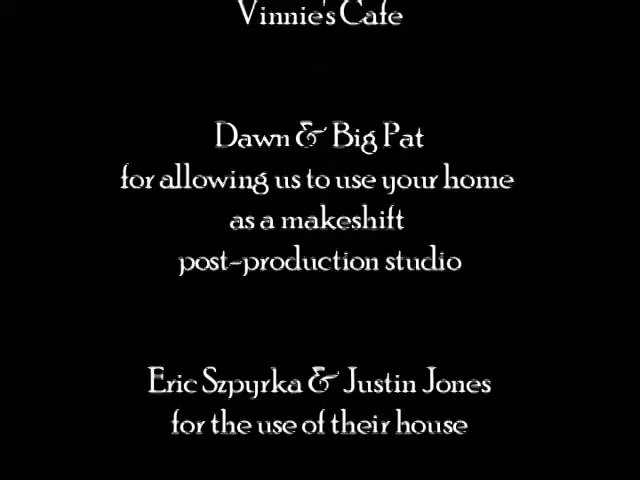 Vinnie's Cafe
Dawn & Big Pat
for allowing us to use your home
as a makeshift
post-production studio
Eric Szpyrka & Justin Jones
for the use of their house